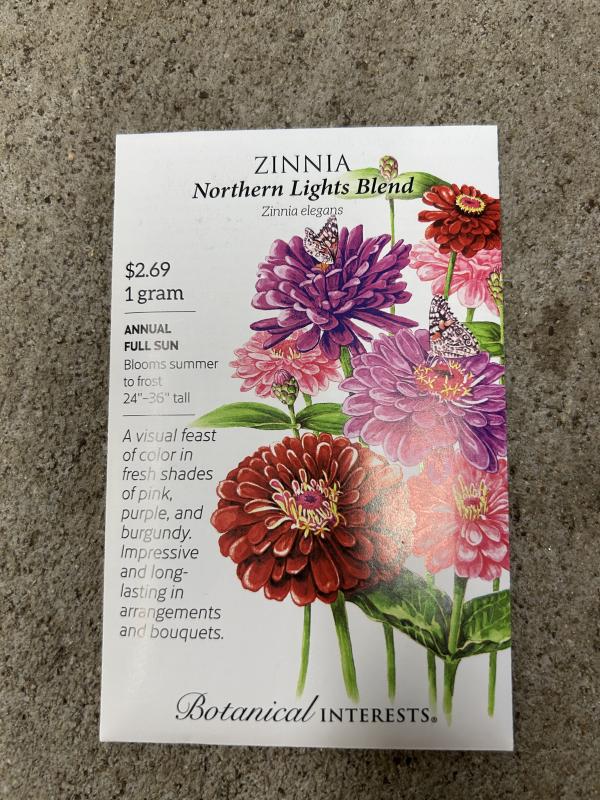 ZINNIA
Northern Lights Blend
Zinnia elegans
$2.69
1 gram
ANNUAL
FULL SUN
Blooms summer
to frost
24"–36" tall
A visual feast
of color in
fresh shades
of pink,
purple, and
burgundy.
Impressive
and long-
lasting in
arrangements
and bouquets.
Botanical INTERESTS®